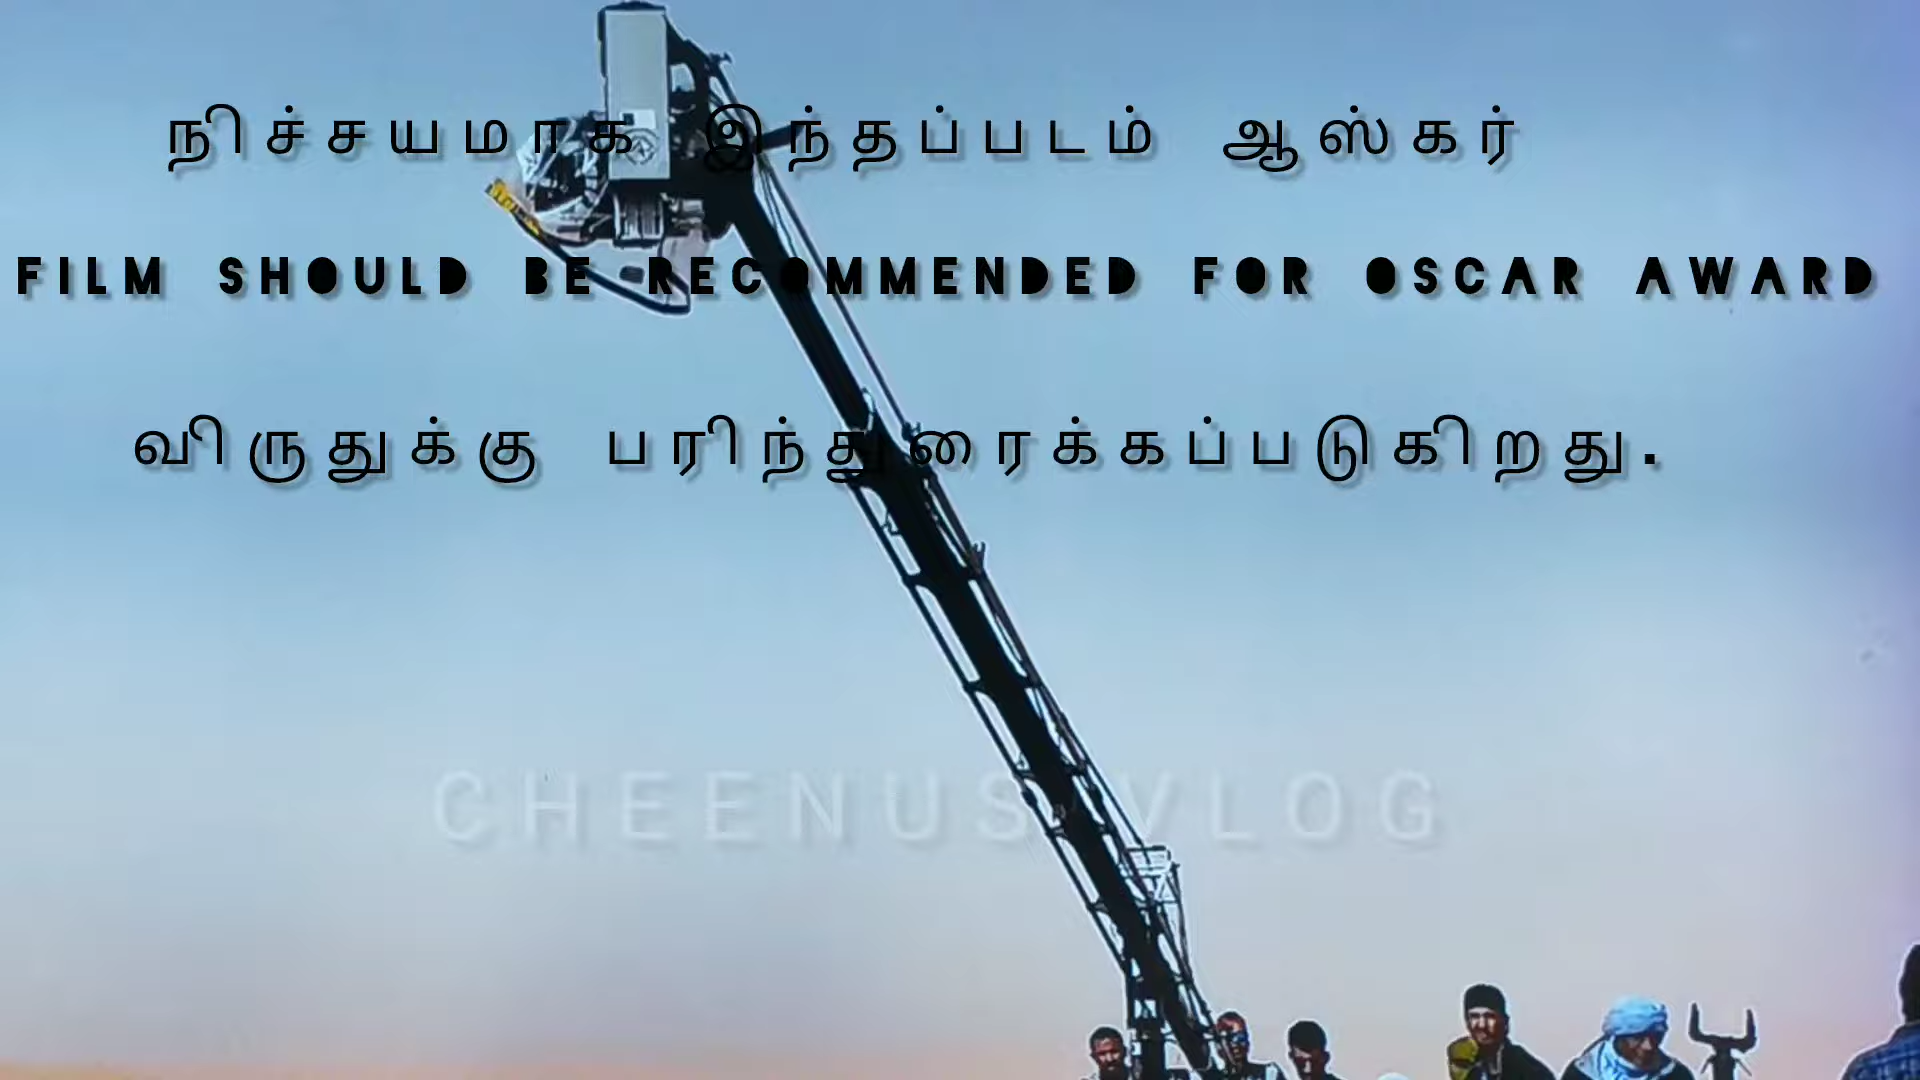 நிச்சயமாக இந்தப்படம் ஆஸ்கர்
FILM SHOULD BE RECOMMENDED FOR OSCAR AWARD
விருதுக்கு பரிந்துரைக்கப்படுகிறது.
CHEENUS VLOG